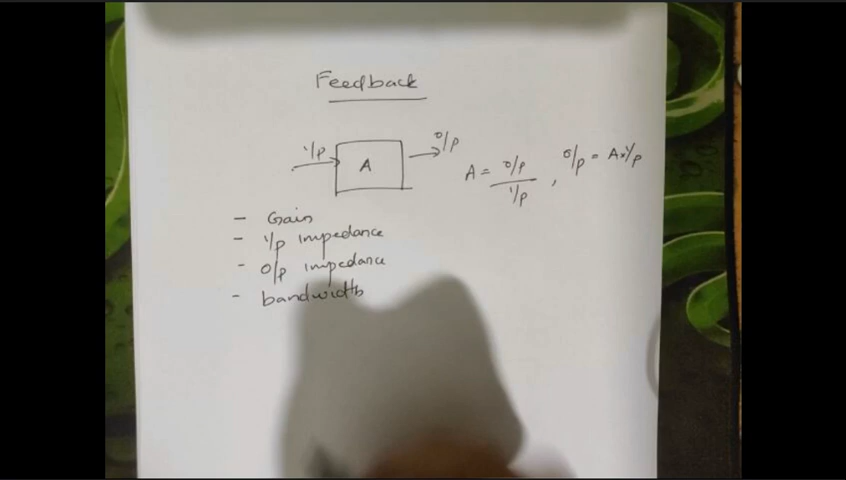 Feedback
i/p A o/p
A = o/p / i/p , o/p = A x i/p
- Gain
- i/p impedance
- o/p impedance
- bandwidth